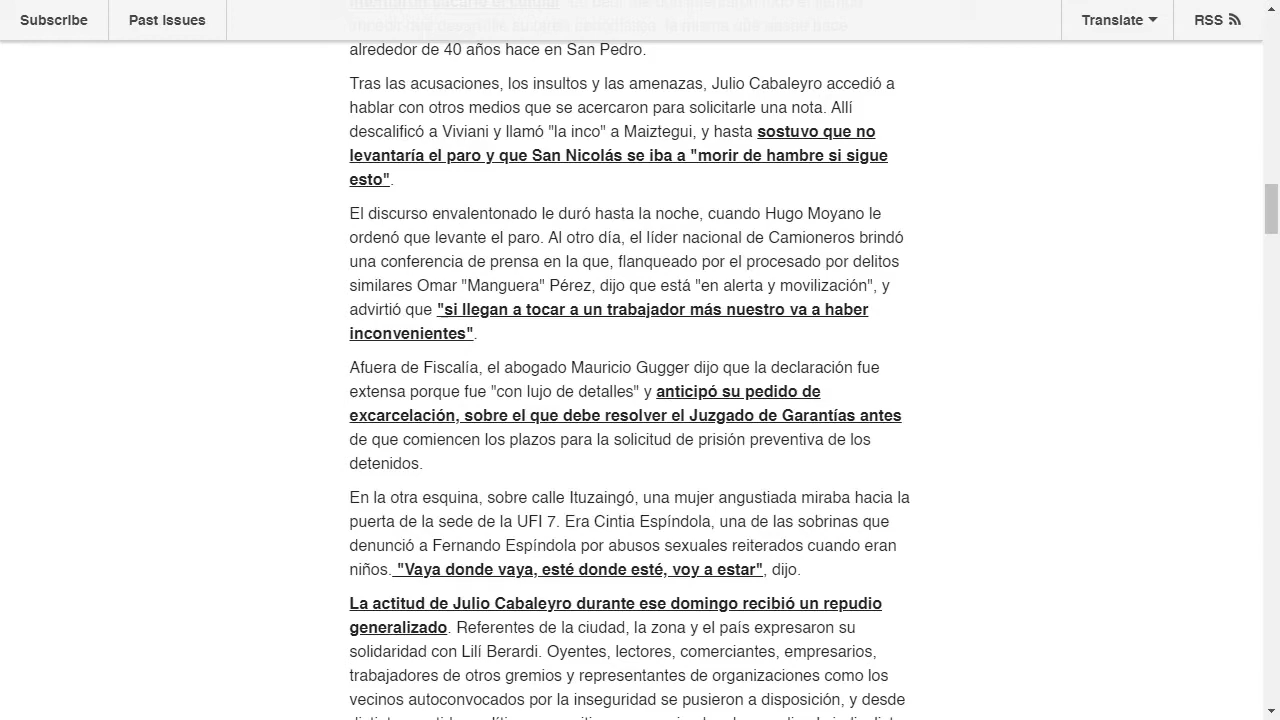 Subscribe
Past Issues
Translate
RSS
alrededor de 40 años hace en San Pedro.
Tras las acusaciones, los insultos y las amenazas, Julio Cabaleyro accedió a
hablar con otros medios que se acercaron para solicitarle una nota. Allí
descalificó a Viviani y llamó "la inco" a Maiztegui, y hasta sostuvo que no
levantaría el paro y que San Nicolás se iba a "morir de hambre si sigue
esto".
El discurso envalentonado le duró hasta la noche, cuando Hugo Moyano le
ordenó que levante el paro. Al otro día, el líder nacional de Camioneros brindó
una conferencia de prensa en la que, flanqueado por el procesado por delitos
similares Omar "Manguera" Pérez, dijo que está "en alerta y movilización", y
advirtió que "si llegan a tocar a un trabajador más nuestro va a haber
inconvenientes".
Afuera de Fiscalía, el abogado Mauricio Gugger dijo que la declaración fue
extensa porque fue "con lujo de detalles" y anticipó su pedido de
excarcelación, sobre el que debe resolver el Juzgado de Garantías antes
de que comiencen los plazos para la solicitud de prisión preventiva de los
detenidos.
En la otra esquina, sobre calle Ituzaingó, una mujer angustiada miraba hacia la
puerta de la sede de la UFI 7. Era Cintia Espíndola, una de las sobrinas que
denunció a Fernando Espíndola por abusos sexuales reiterados cuando eran
niños. "Vaya donde vaya, esté donde esté, voy a estar", dijo.
La actitud de Julio Cabaleyro durante ese domingo recibió un repudio
generalizado. Referentes de la ciudad, la zona y el país expresaron su
solidaridad con Lilí Berardi. Oyentes, lectores, comerciantes, empresarios,
trabajadores de otros gremios y representantes de organizaciones como los
vecinos autoconvocados por la inseguridad se pusieron a disposición, y desde